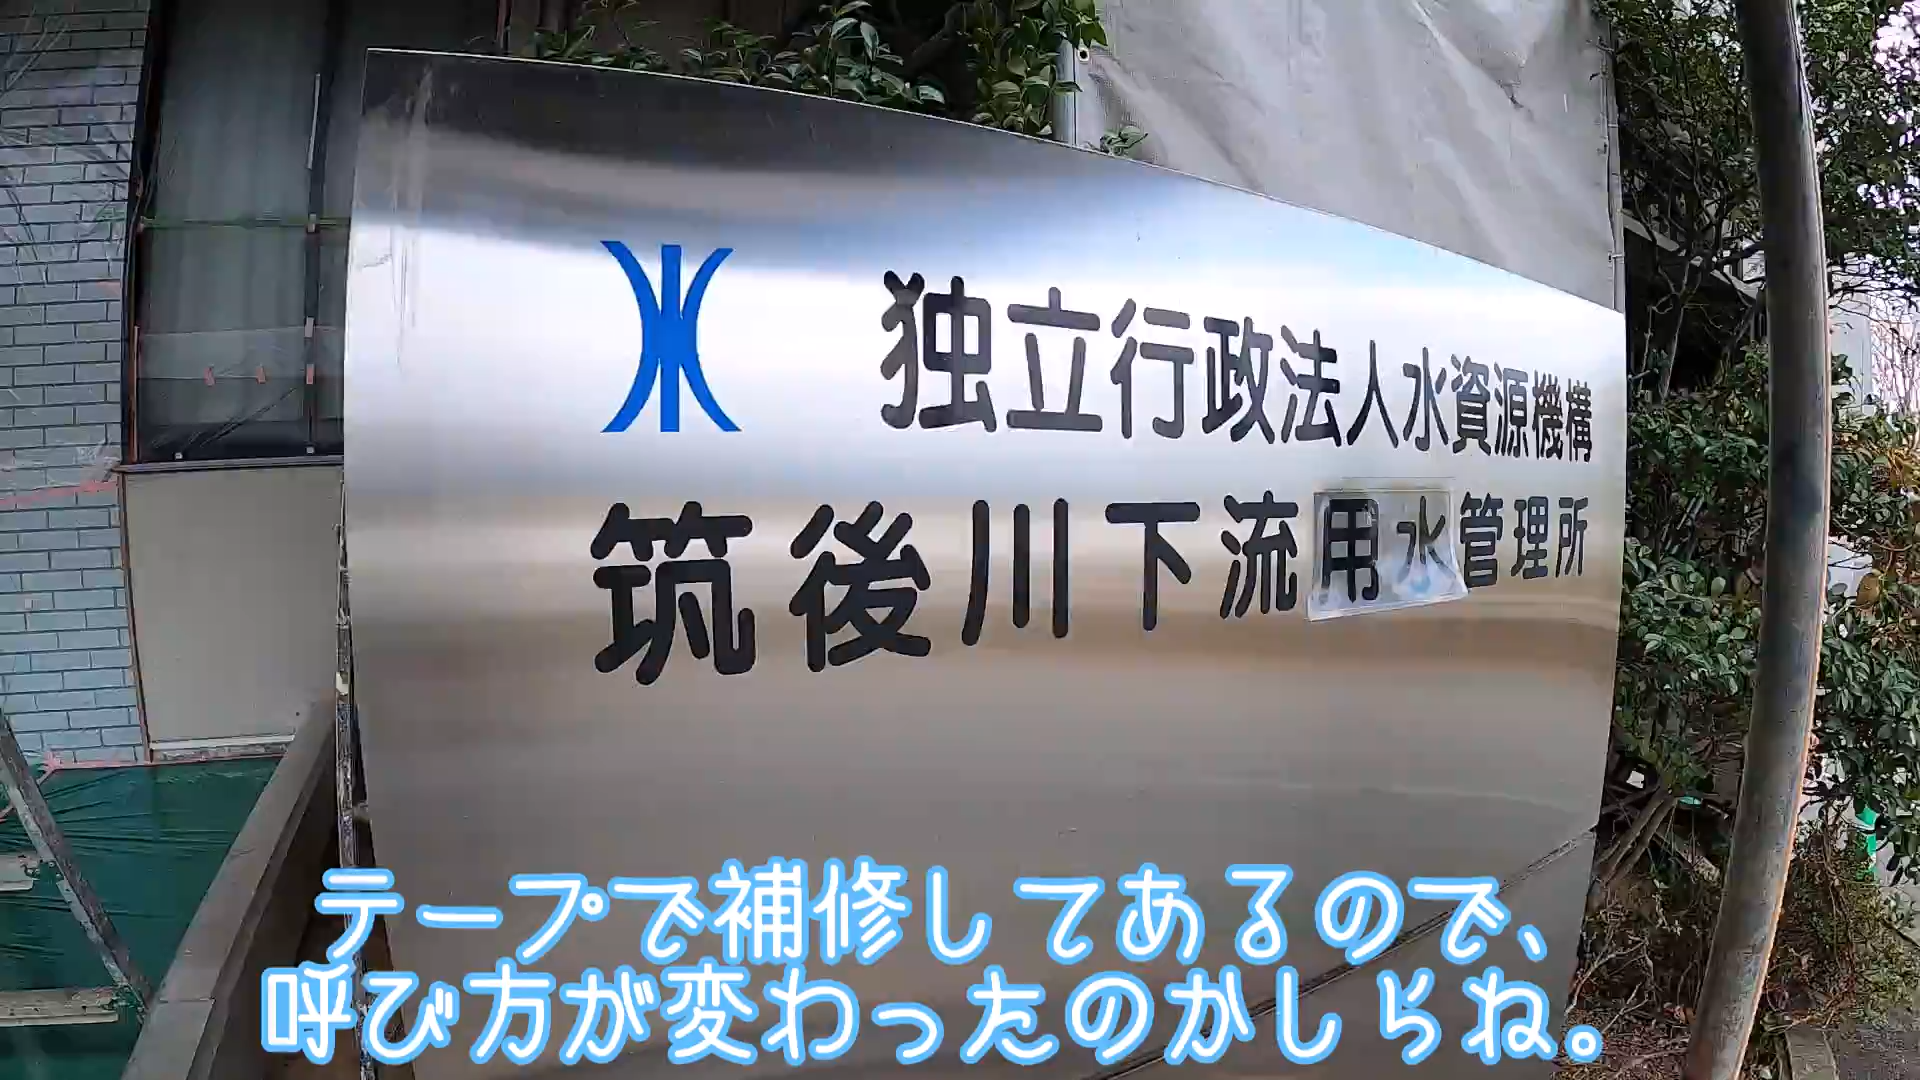 独立行政法人水資源機構
筑後川下流用水管理所
テープで補修してあるので、
呼び方が変わったのかしらね。